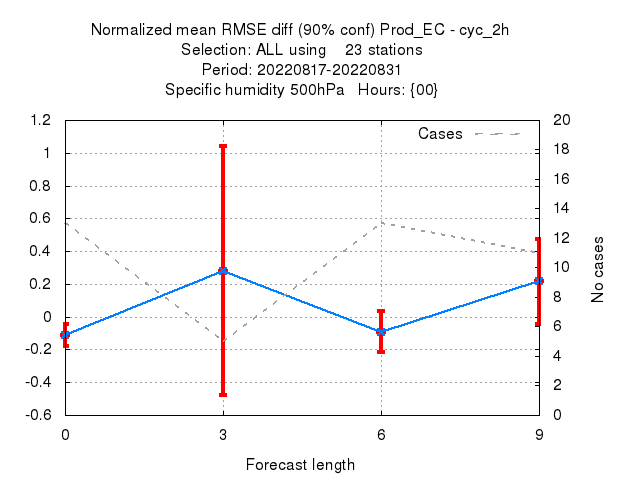 Normalized mean RMSE diff (90% conf) Prod_EC - cyc_2h
Selection: ALL using    23 stations
Period: 20220817-20220831
Specific humidity 500hPa   Hours: {00}
1.2
1
0.8
0.6
0.4
0.2
0
-0.2
-0.4
-0.6
Cases
20
18
16
14
12
10
8
6
4
2
0
No cases
0 3 6 9
Forecast length